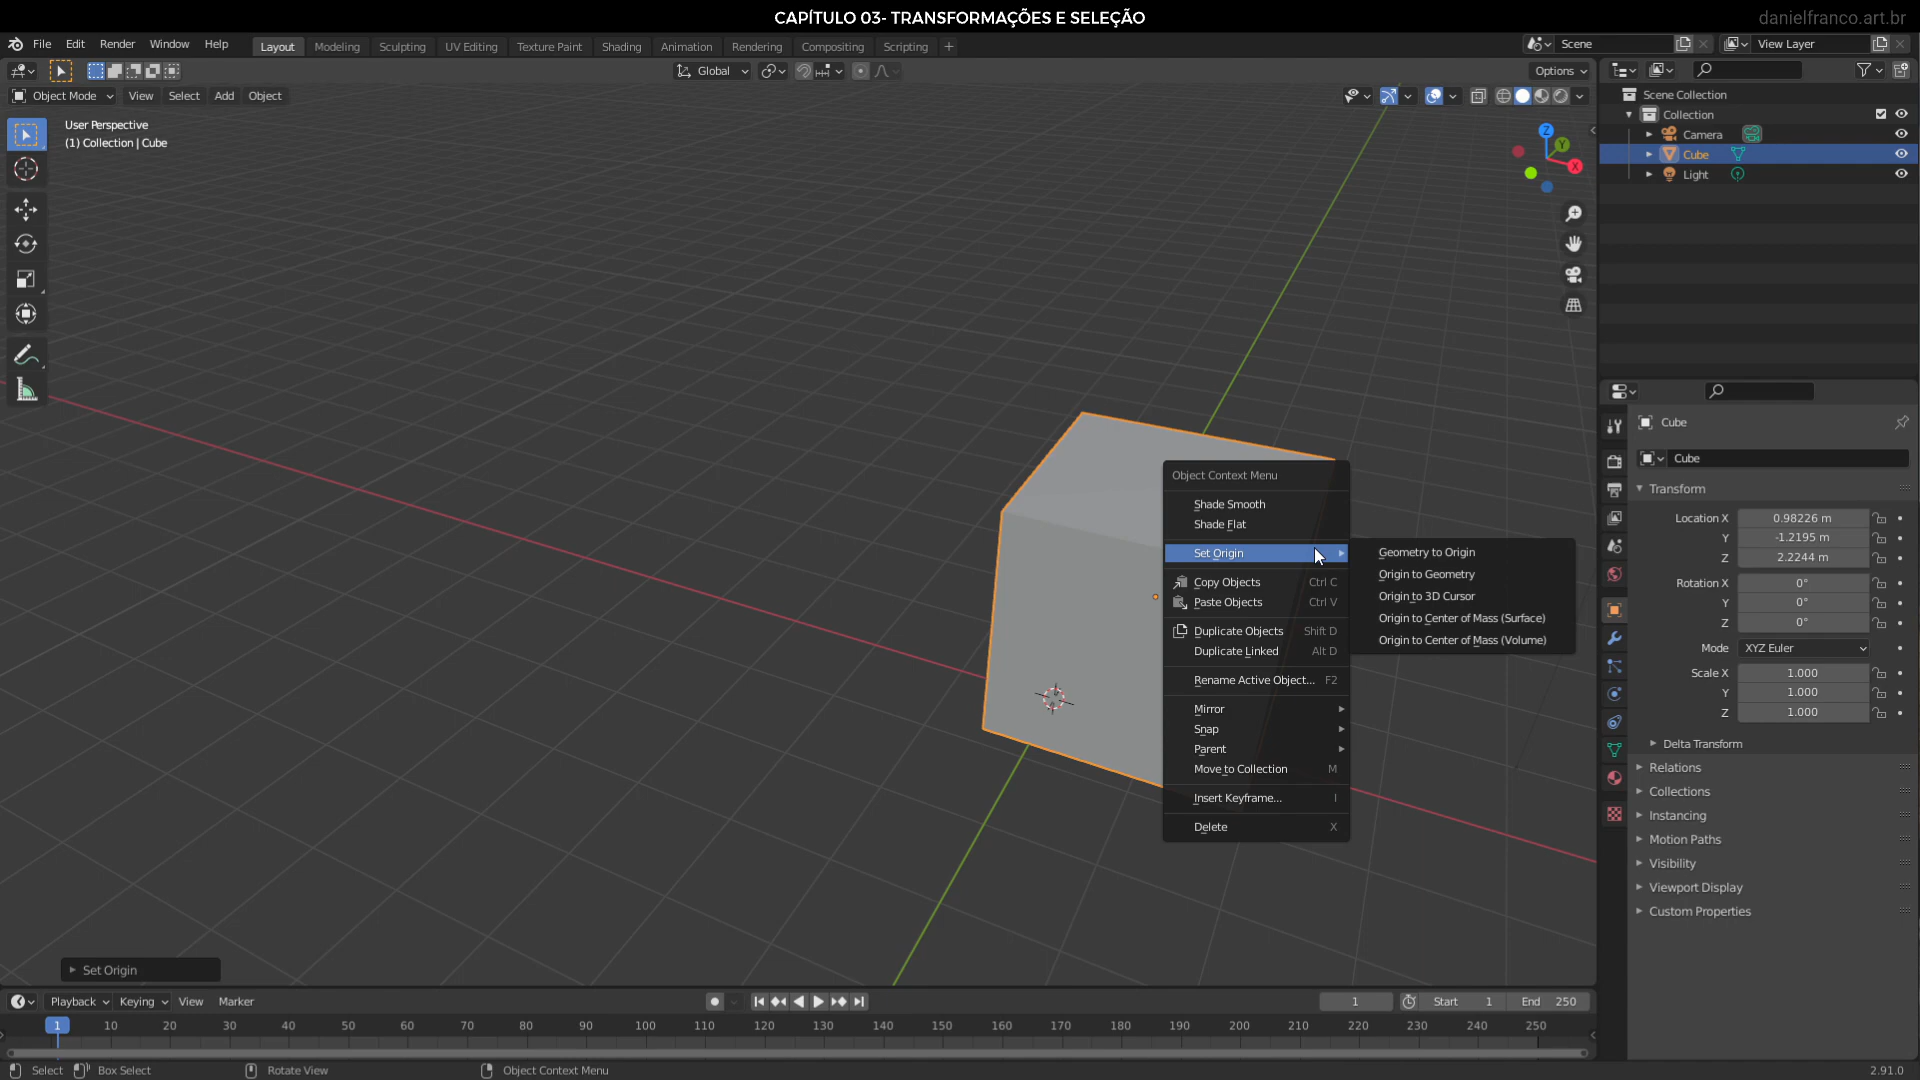 CAPÍTULO 03- TRANSFORMAÇÕES E SELEÇÃO
danielfranco.art.br
File Edit Render Window Help
Layout Modeling Sculpting UV Editing Texture Paint Shading Animation Rendering Compositing Scripting +
Scene
View Layer
Global
Options
Object Mode View Select Add Object
User Perspective
(1) Collection | Cube
Z
Y
X
Scene Collection
Collection
Camera
Cube
Light
Object Context Menu
Shade Smooth
Shade Flat
Set Origin
Copy Objects Ctrl C
Paste Objects Ctrl V
Duplicate Objects Shift D
Duplicate Linked Alt D
Rename Active Object... F2
Mirror
Snap
Parent
Move to Collection M
Insert Keyframe... I
Delete X
Geometry to Origin
Origin to Geometry
Origin to 3D Cursor
Origin to Center of Mass (Surface)
Origin to Center of Mass (Volume)
Cube
Cube
Transform
Location X 0.98226 m
Y -1.2195 m
Z 2.2244 m
Rotation X 0°
Y 0°
Z 0°
Mode XYZ Euler
Scale X 1.000
Y 1.000
Z 1.000
Delta Transform
Relations
Collections
Instancing
Motion Paths
Visibility
Viewport Display
Custom Properties
Set Origin
Playback Keying View Marker
1
Start 1 End 250
1 10 20 30 40 50 60 70 80 90 100 110 120 130 140 150 160 170 180 190 200 210 220 230 240 250
Select Box Select Rotate View Object Context Menu
2.91.0